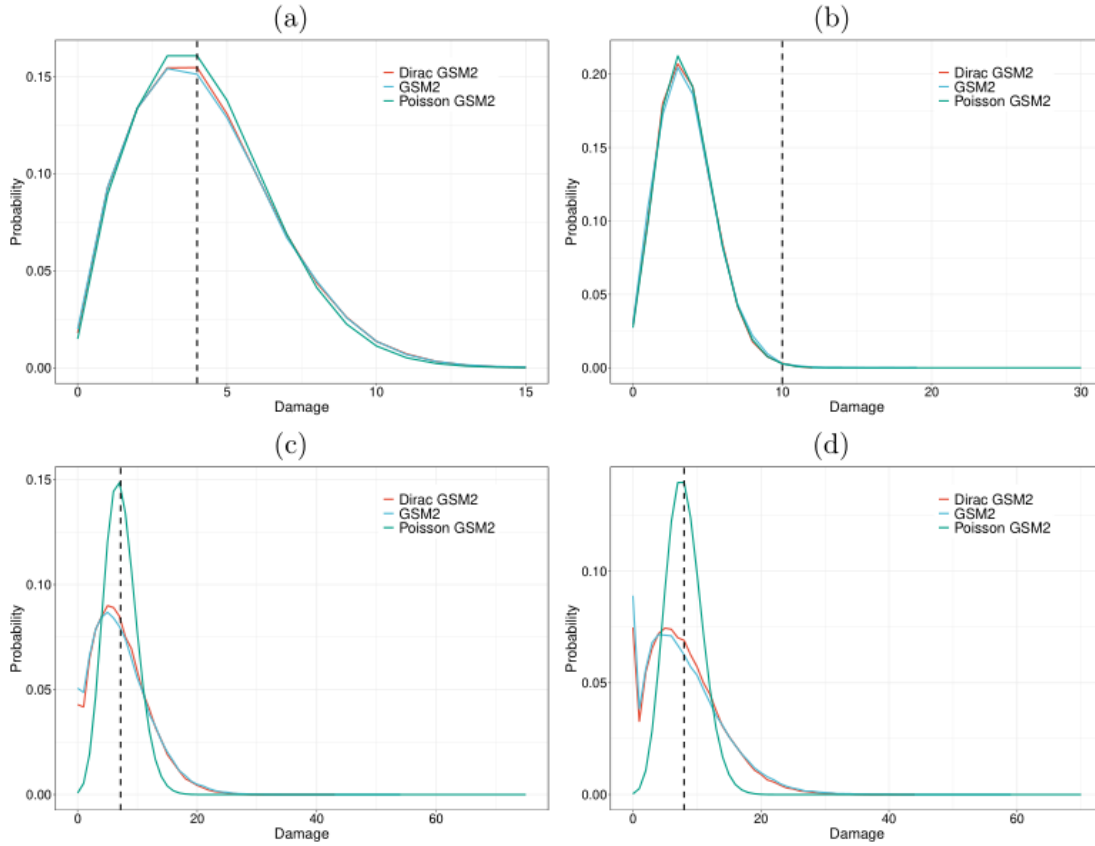 (a)
0.15
0.10
0.05
0.00
Probability
Dirac GSM2
GSM2
Poisson GSM2
0 5 10 15
Damage
(b)
0.20
0.15
0.10
0.05
0.00
Probability
Dirac GSM2
GSM2
Poisson GSM2
0 10 20 30
Damage
(c)
0.15
0.10
0.05
0.00
Probability
Dirac GSM2
GSM2
Poisson GSM2
0 20 40 60
Damage
(d)
0.10
0.05
0.00
Probability
Dirac GSM2
GSM2
Poisson GSM2
0 20 40 60
Damage